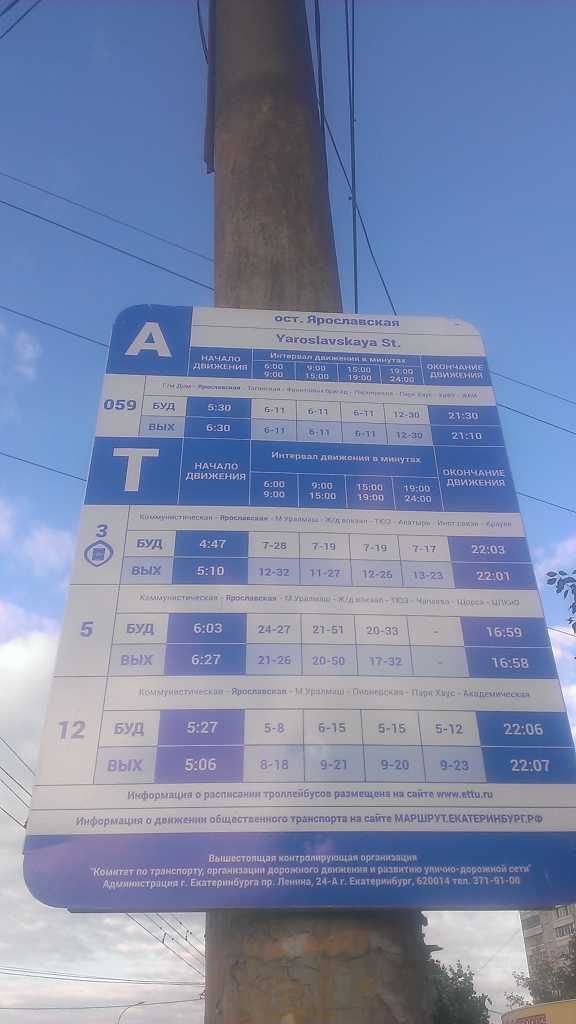 ост. Ярославская
Yaroslavskaya St.
А
НАЧАЛО ДВИЖЕНИЯ
Интервал движения в минутах
6:00 9:00
9:00 15:00
15:00 19:00
19:00 24:00
ОКОНЧАНИЕ ДВИЖЕНИЯ
059
Ярославская - Таганская - Фронтовых бригад - Пионерская - Парк Хаус
БУД 5:30 6-11 6-11 6-11 12-30 21:30
ВЫХ 6:30 6-11 6-11 6-11 12-30 21:10
Т
НАЧАЛО ДВИЖЕНИЯ
Интервал движения в минутах
6:00 9:00
9:00 15:00
15:00 19:00
19:00 24:00
ОКОНЧАНИЕ ДВИЖЕНИЯ
3
Коммунистическая - Ярославская - М.Уралмаш - Ж/д вокзал - ТЮЗ - Алатырь - Инст.связи - Крауля
БУД 4:47 7-28 7-19 7-19 7-17 22:03
ВЫХ 5:10 12-32 11-27 12-26 13-23 22:01
5
Коммунистическая - Ярославская - М.Уралмаш - Ж/д вокзал - ТЮЗ - Чапаева - Щорса - ЦПКиО
БУД 6:03 24-27 21-51 20-33 - 16:59
ВЫХ 6:27 21-26 20-50 17-32 - 16:58
12
Коммунистическая - Ярославская - М.Уралмаш - Пионерская - Парк Хаус - Академическая
БУД 5:27 5-8 6-15 5-15 5-12 22:06
ВЫХ 5:06 8-18 9-21 9-20 9-23 22:07
Информация о расписании троллейбусов размещена на сайте www.ettu.ru
Информация о движении общественного транспорта на сайте МАРШРУТ.ЕКАТЕРИНБУРГ.РФ
Вышестоящая контролирующая организация
"Комитет по транспорту, организации дорожного движения и развитию улично-дорожной сети"
Администрация г. Екатеринбурга пр. Ленина, 24-А г. Екатеринбург, 620014 тел. 371-91-00